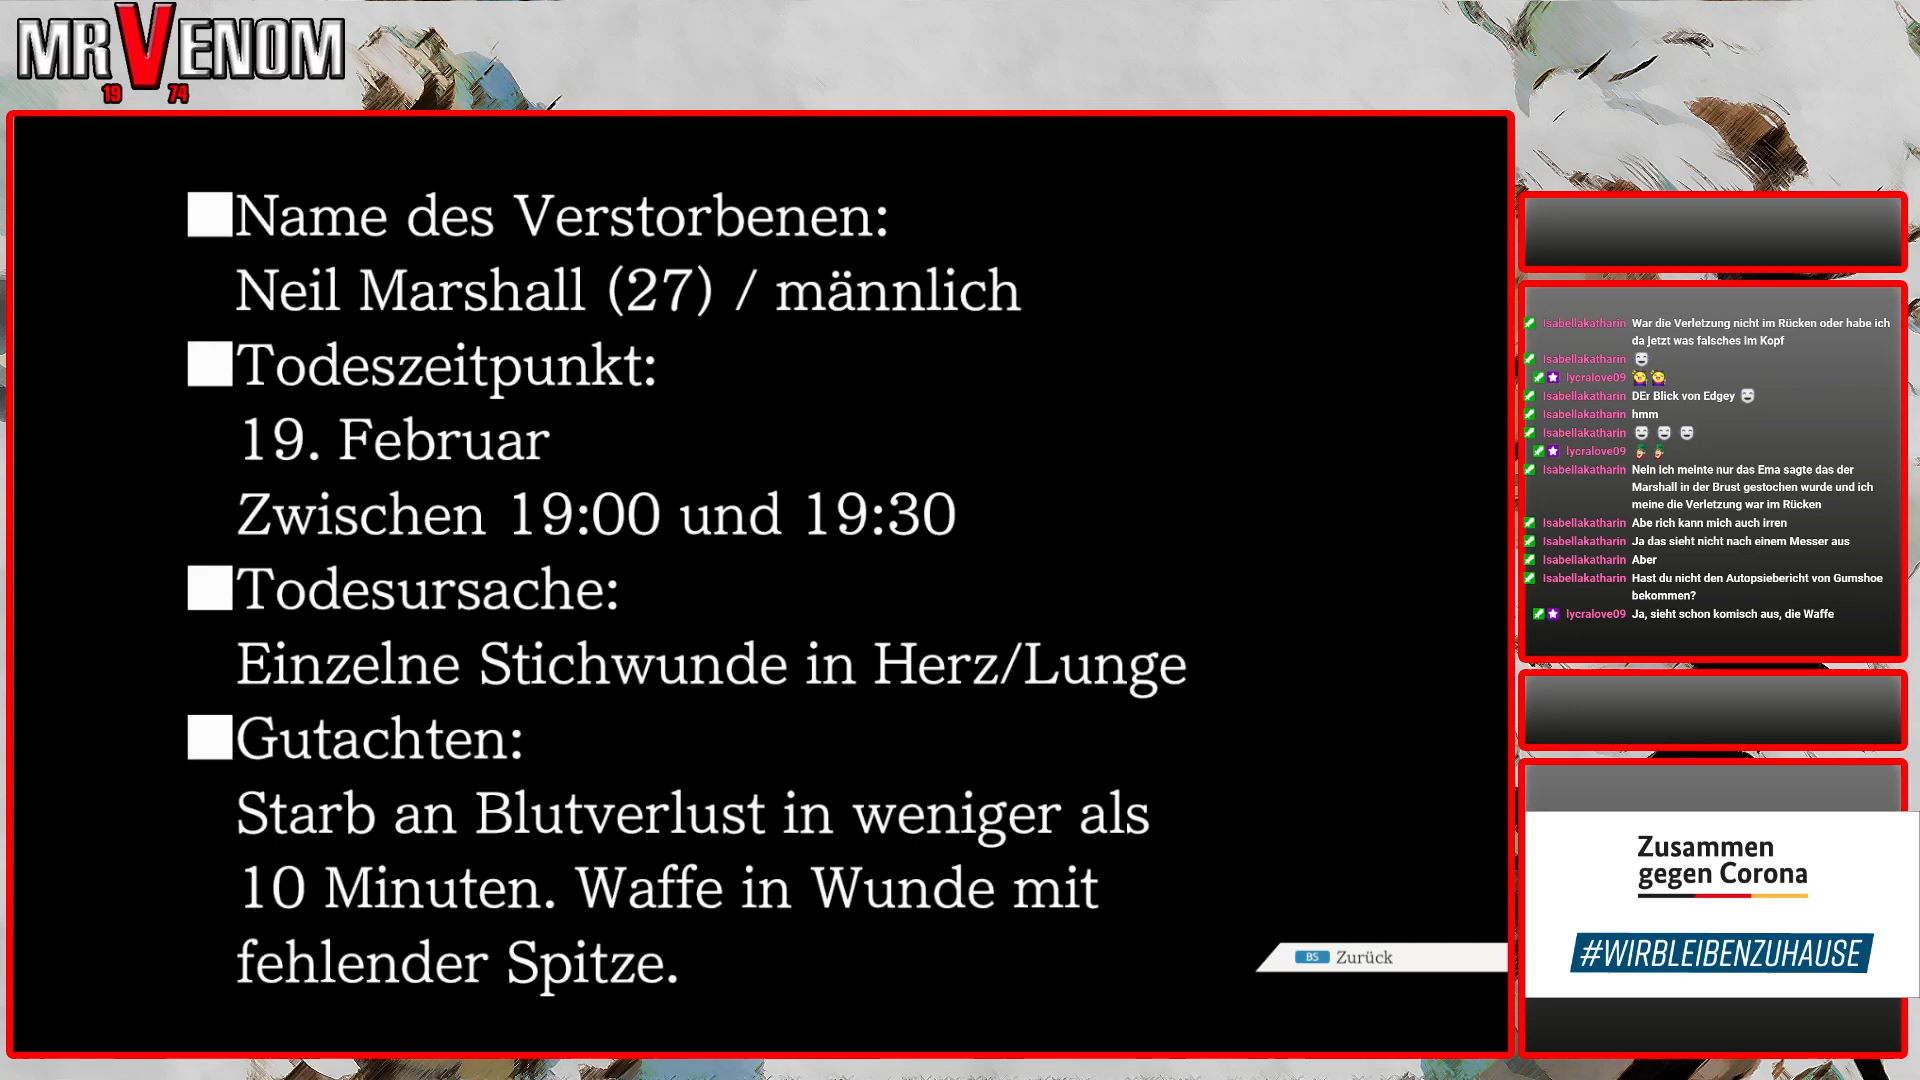 MRVENOM
19 74
Name des Verstorbenen:
Neil Marshall (27) / männlich
Todeszeitpunkt:
19. Februar
Zwischen 19:00 und 19:30
Todesursache:
Einzelne Stichwunde in Herz/Lunge
Gutachten:
Starb an Blutverlust in weniger als
10 Minuten. Waffe in Wunde mit
fehlender Spitze.
BS Zurück
Isabellakatharin War die Verletzung nicht im Rücken oder habe ich
da jetzt was falsches im Kopf
Isabellakatharin
lycralove09
Isabellakatharin DEr Blick von Edgey
Isabellakatharin hmm
Isabellakatharin
lycralove09
Isabellakatharin Nein ich meinte nur das Ema sagte das der
Marshall in der Brust gestochen wurde und ich
meine die Verletzung war im Rücken
Isabellakatharin Abe rich kann mich auch irren
Isabellakatharin Ja das sieht nicht nach einem Messer aus
Isabellakatharin Aber
Isabellakatharin Hast du nicht den Autopsiebericht von Gumshoe
bekommen?
lycralove09 Ja, sieht schon komisch aus, die Waffe
Zusammen
gegen Corona
#WIRBLEIBENZUHAUSE